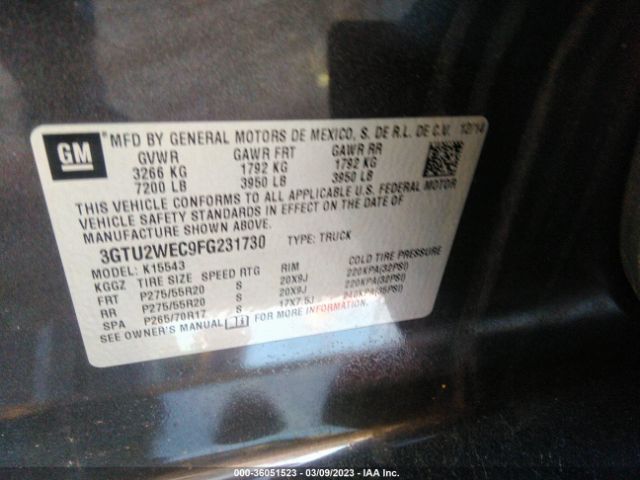 GM
MFD BY GENERAL MOTORS DE MEXICO, S. DE R.L. DE C.V. 12/14
GVWR GAWR FRT GAWR RR
3266 KG 1792 KG 1792 KG
7200 LB 3950 LB 3950 LB
THIS VEHICLE CONFORMS TO ALL APPLICABLE U.S. FEDERAL MOTOR
VEHICLE SAFETY STANDARDS IN EFFECT ON THE DATE OF
MANUFACTURE SHOWN ABOVE.
3GTU2WEC9FG231730 TYPE: TRUCK
MODEL: K15543
KGGZ TIRE SIZE SPEED RTG RIM COLD TIRE PRESSURE
FRT P275/55R20 S 20X9J 220KPA(32PSI)
RR P275/55R20 S 20X9J 220KPA(32PSI)
SPA P265/70R17 S 17X7.5J 240KPA(35PSI)
SEE OWNER'S MANUAL FOR MORE INFORMATION.
000-36051523 — 03/09/2023 — IAA Inc.